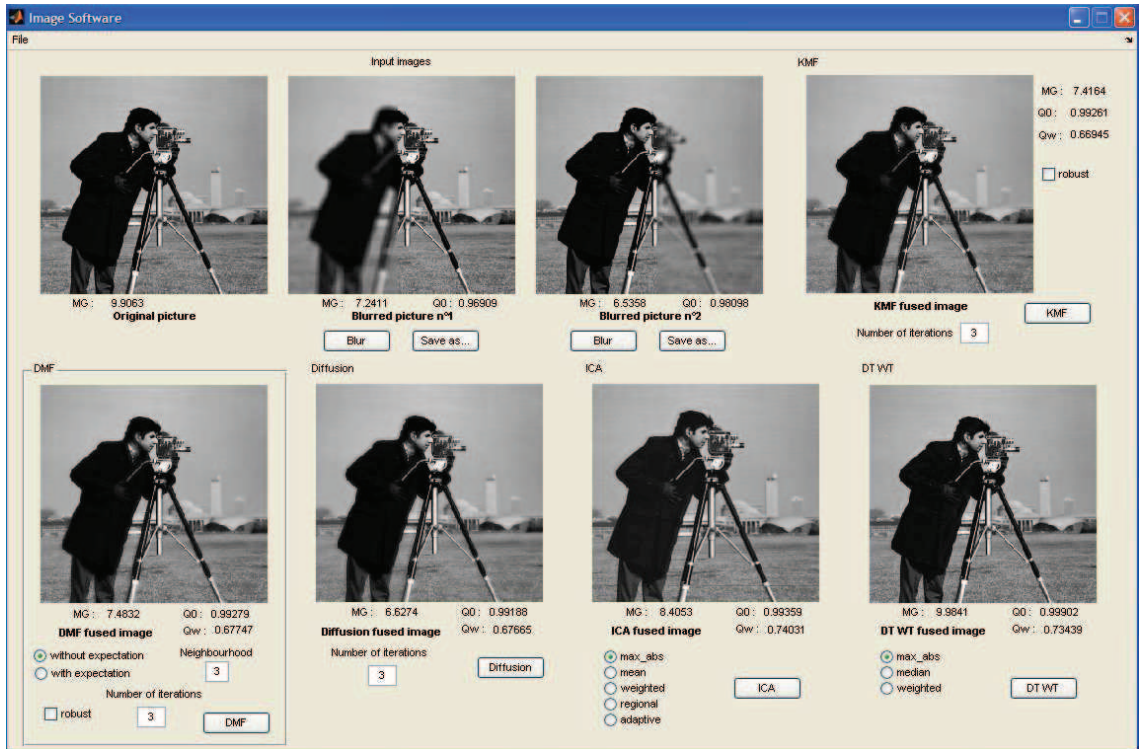 Image Software
File
Input images
KMF
MG : 7.4164
Q0 : 0.99261
Qw : 0.66945
robust
MG : 9.9063
Original picture
MG : 7.2411 Q0 : 0.96909
Blurred picture nº1
Blur Save as...
MG : 6.5358 Q0 : 0.98098
Blurred picture nº2
Blur Save as...
KMF fused image
KMF
Number of iterations 3
DMF
MG : 7.4832 Q0 : 0.99279
DMF fused image Qw : 0.67747
without expectation Neighbourhood
with expectation 3
Number of iterations
robust 3 DMF
Diffusion
MG : 6.6274 Q0 : 0.99188
Diffusion fused image Qw : 0.67665
Number of iterations
3 Diffusion
ICA
MG : 8.4053 Q0 : 0.99359
ICA fused image Qw : 0.74031
max_abs
mean
weighted ICA
regional
adaptive
DT WT
MG : 9.9841 Q0 : 0.99902
DT WT fused image Qw : 0.73439
max_abs
median
weighted DT WT